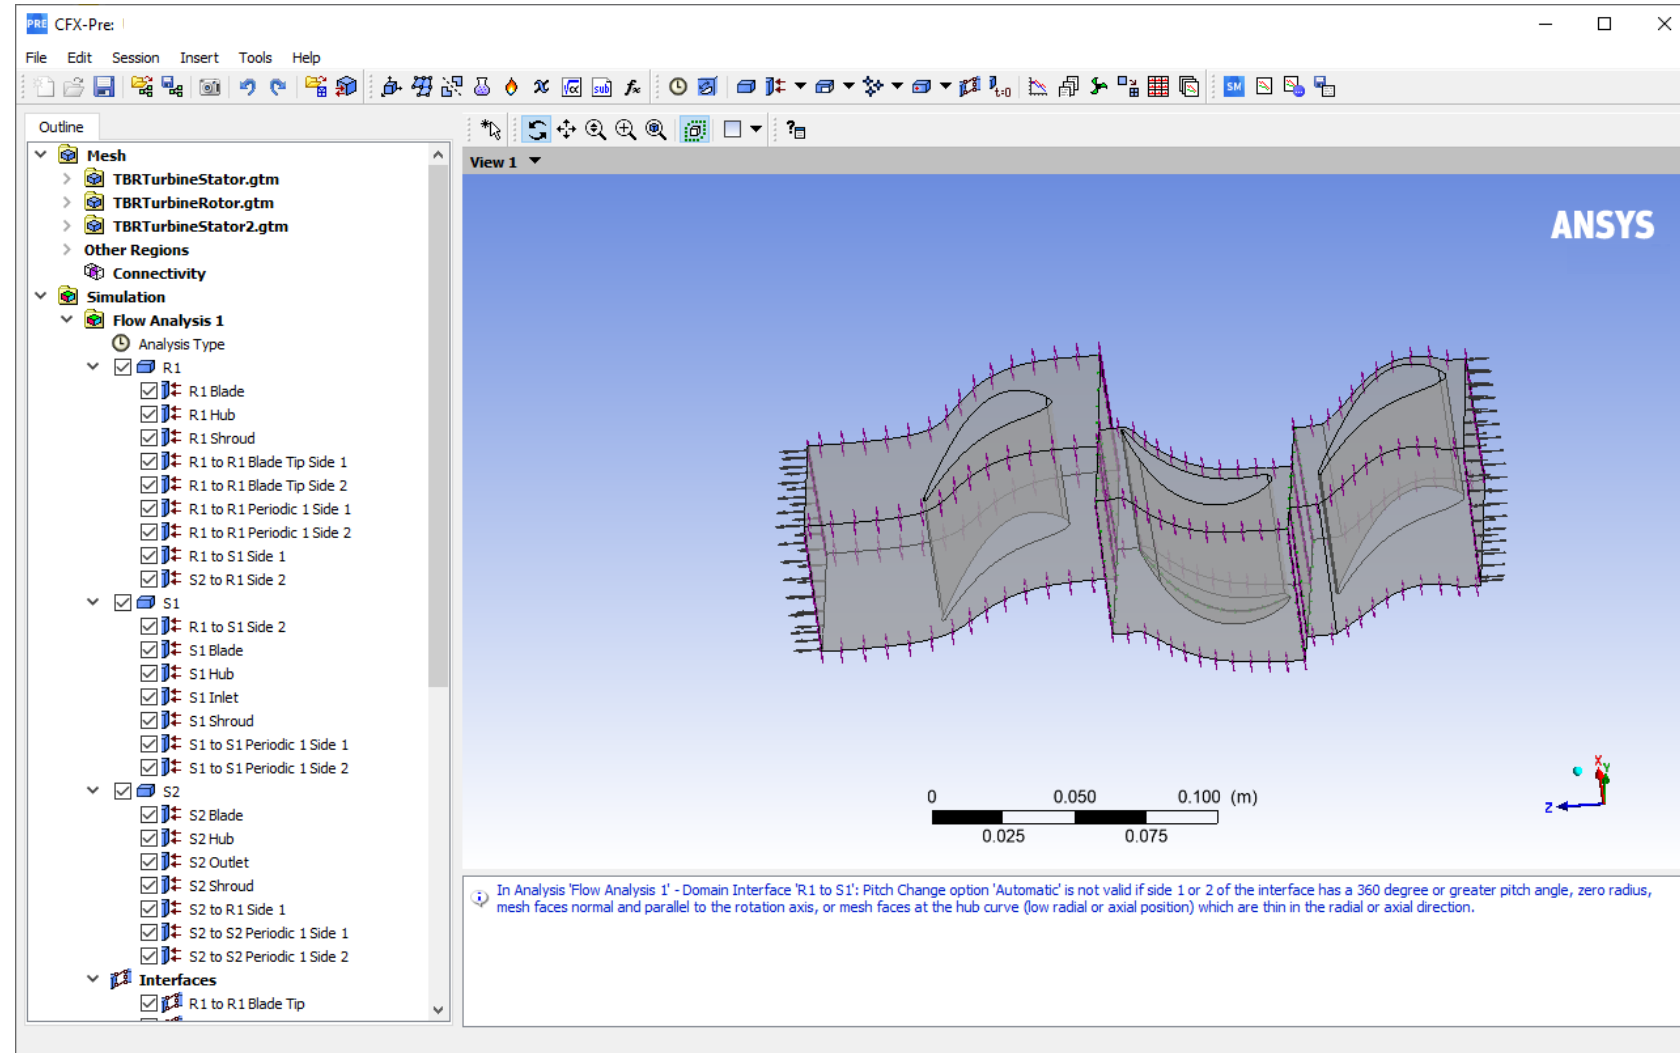 PRE CFX-Pre:
File Edit Session Insert Tools Help
Outline
Mesh
TBRTurbineStator.gtm
TBRTurbineRotor.gtm
TBRTurbineStator2.gtm
Other Regions
Connectivity
Simulation
Flow Analysis 1
Analysis Type
R1
R1 Blade
R1 Hub
R1 Shroud
R1 to R1 Blade Tip Side 1
R1 to R1 Blade Tip Side 2
R1 to R1 Periodic 1 Side 1
R1 to R1 Periodic 1 Side 2
R1 to S1 Side 1
S2 to R1 Side 2
S1
R1 to S1 Side 2
S1 Blade
S1 Hub
S1 Inlet
S1 Shroud
S1 to S1 Periodic 1 Side 1
S1 to S1 Periodic 1 Side 2
S2
S2 Blade
S2 Hub
S2 Outlet
S2 Shroud
S2 to R1 Side 1
S2 to S2 Periodic 1 Side 1
S2 to S2 Periodic 1 Side 2
Interfaces
R1 to R1 Blade Tip
View 1
ANSYS
0 0.050 0.100 (m)
0.025 0.075
X
Y
Z
In Analysis 'Flow Analysis 1' - Domain Interface 'R1 to S1': Pitch Change option 'Automatic' is not valid if side 1 or 2 of the interface has a 360 degree or greater pitch angle, zero radius,
mesh faces normal and parallel to the rotation axis, or mesh faces at the hub curve (low radial or axial position) which are thin in the radial or axial direction.